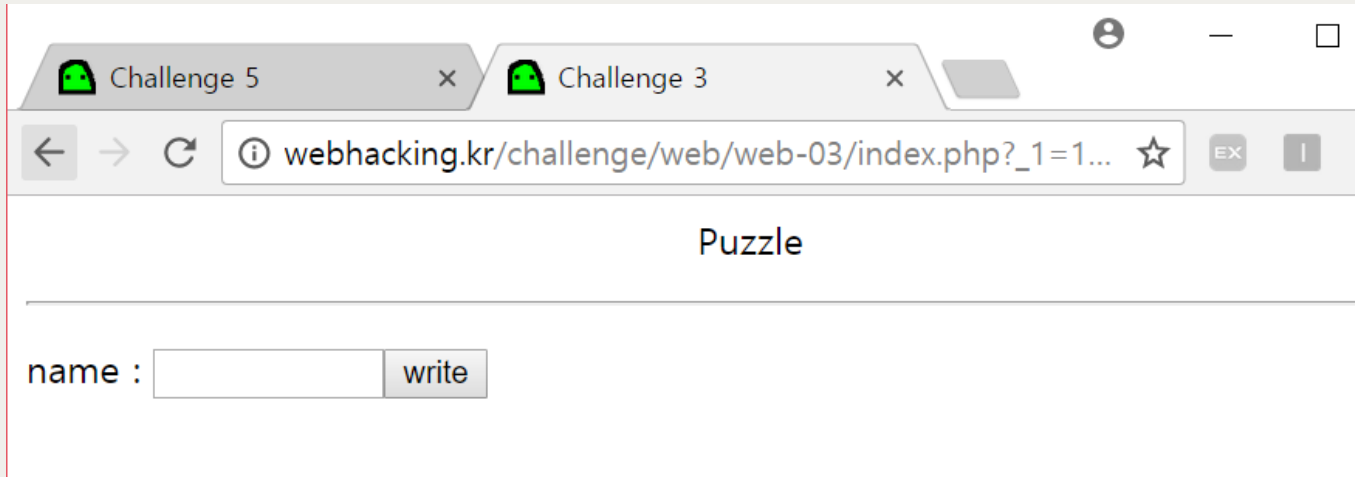 Challenge 5 Challenge 3
webhacking.kr/challenge/web/web-03/index.php?_1=1... EX I
Puzzle
name : write